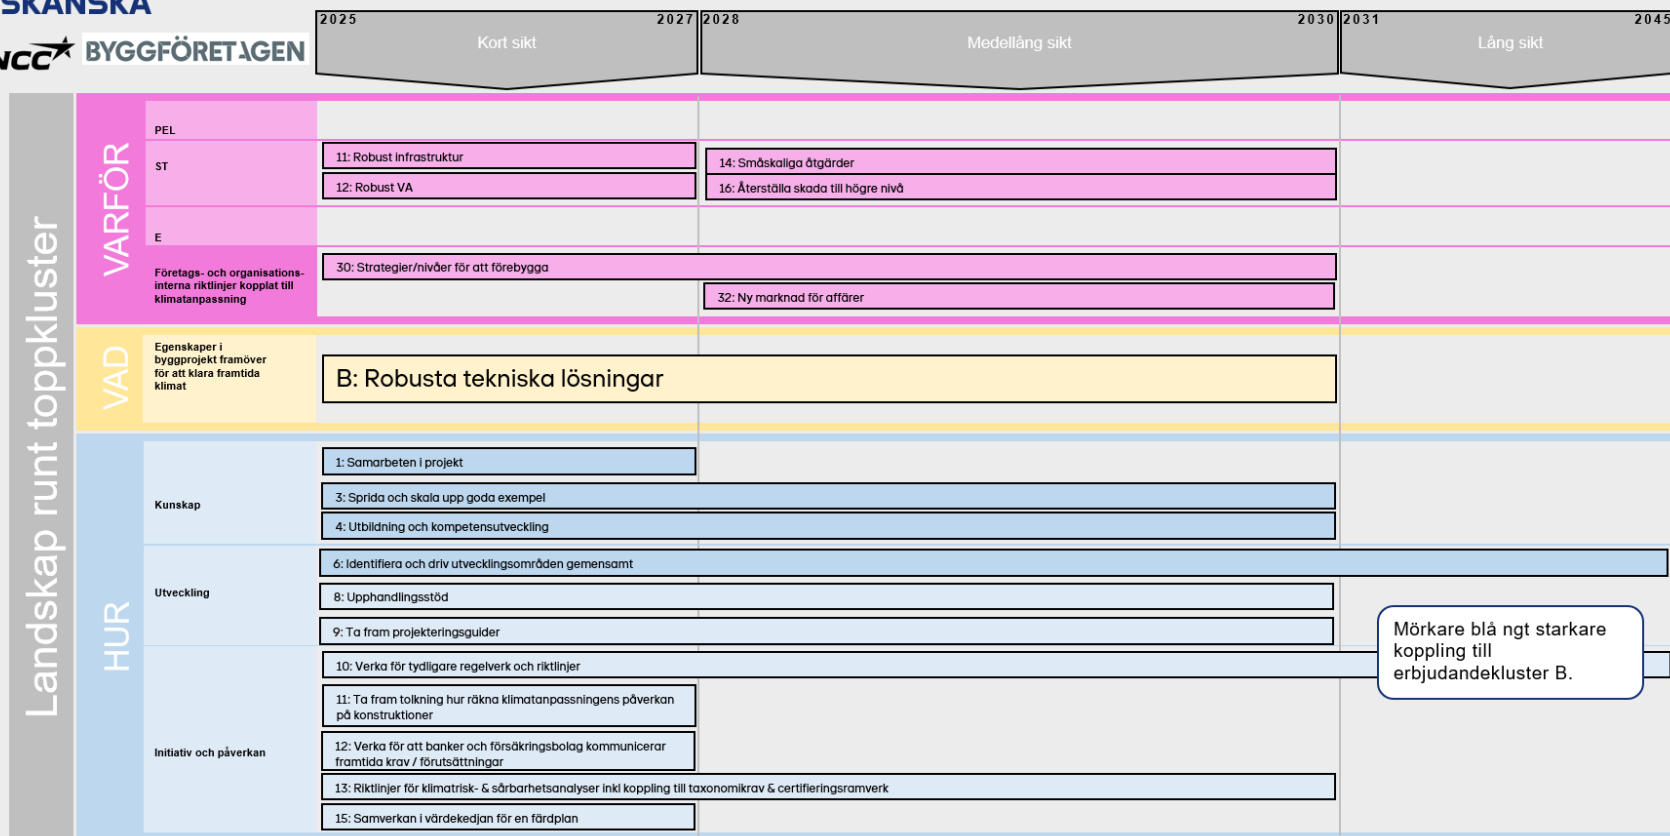 SKANSKA
NCC
BYGGFÖRETAGEN
2025 2027 2028 2030 2031 2045
Kort sikt Medellång sikt Lång sikt
Landskap runt toppkluster
VARFÖR
PEL
ST
11: Robust infrastruktur
12: Robust VA
14: Småskaliga åtgärder
16: Återställa skada till högre nivå
E
Företags- och organisations-
interna riktlinjer kopplat till
klimatanpassning
30: Strategier/nivåer för att förebygga
32: Ny marknad för affärer
VAD
Egenskaper i
byggprojekt framöver
för att klara framtida
klimat
B: Robusta tekniska lösningar
HUR
Kunskap
1: Samarbeten i projekt
3: Sprida och skala upp goda exempel
4: Utbildning och kompetensutveckling
Utveckling
6: Identifiera och driv utvecklingsområden gemensamt
8: Upphandlingsstöd
9: Ta fram projekteringsguider
Initiativ och påverkan
10: Verka för tydligare regelverk och riktlinjer
11: Ta fram tolkning hur räkna klimatanpassningens påverkan
på konstruktioner
12: Verka för att banker och försäkringsbolag kommunicerar
framtida krav / förutsättningar
13: Riktlinjer för klimatrisk- & sårbarhetsanalyser inkl koppling till taxonomikrav & certifieringsramverk
15: Samverkan i värdekedjan för en färdplan
Mörkare blå ngt starkare
koppling till
erbjudandekluster B.